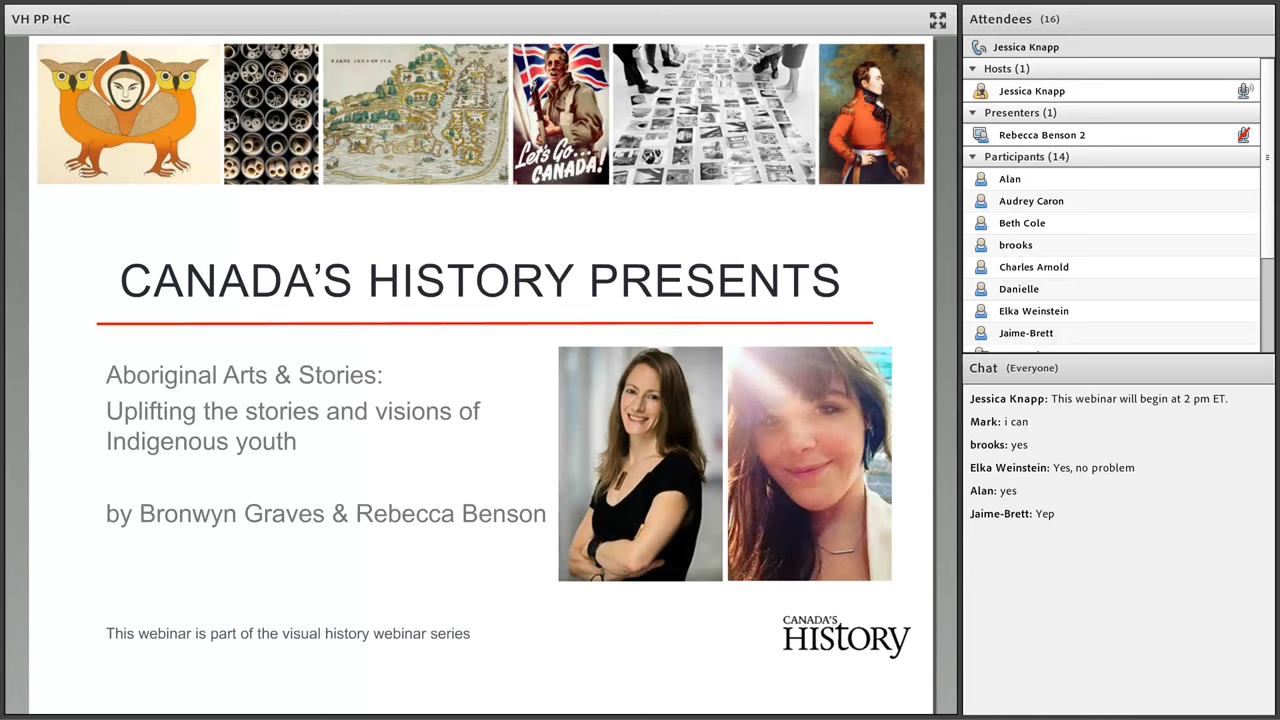 VH PP HC
PARTE INCOGNITA
Let's Go...
CANADA!
CANADA'S HISTORY PRESENTS
Aboriginal Arts & Stories:
Uplifting the stories and visions of
Indigenous youth
by Bronwyn Graves & Rebecca Benson
This webinar is part of the visual history webinar series
CANADA'S
HISTORY
Attendees (16)
Jessica Knapp
Hosts (1)
Jessica Knapp
Presenters (1)
Rebecca Benson 2
Participants (14)
Alan
Audrey Caron
Beth Cole
brooks
Charles Arnold
Danielle
Elka Weinstein
Jaime-Brett
Chat (Everyone)
Jessica Knapp: This webinar will begin at 2 pm ET.
Mark: i can
brooks: yes
Elka Weinstein: Yes, no problem
Alan: yes
Jaime-Brett: Yep